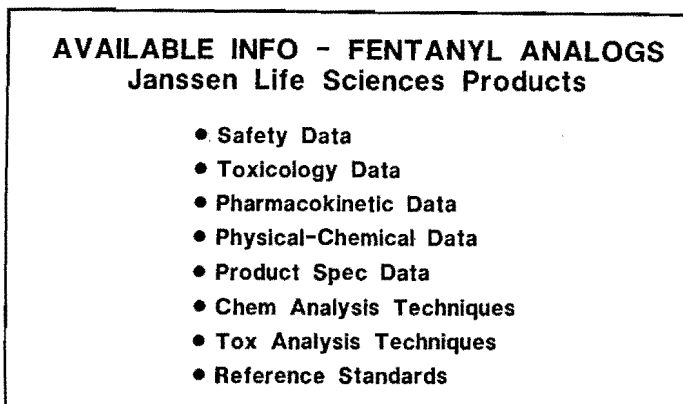 AVAILABLE INFO - FENTANYL ANALOGS
Janssen Life Sciences Products
● Safety Data
● Toxicology Data
● Pharmacokinetic Data
● Physical-Chemical Data
● Product Spec Data
● Chem Analysis Techniques
● Tox Analysis Techniques
● Reference Standards